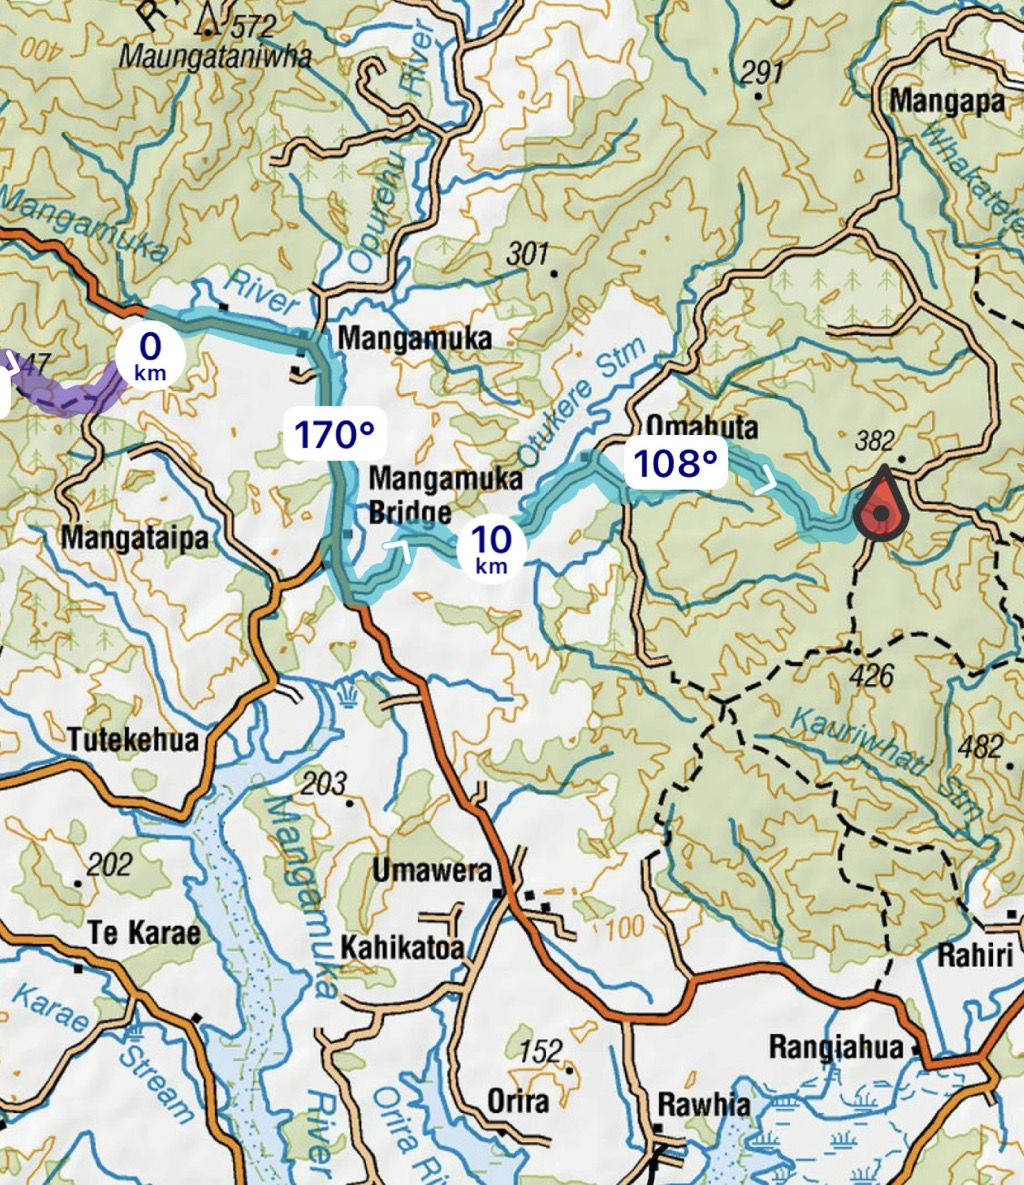 572
Maungataniwha
400
River
Opurehu
291
Mangapa
Whakateteka
Mangamuka
301
River
100
Mangamuka
47
0
km
Otukere Stm
170°
Omahuta
382
108°
Mangamuka
Bridge
Mangataipa
10
km
426
Tutekehua
Kauriwhati Stm
482
203
Mangamuka
202
Umawera
Te Karae
100
Kahikatoa
Rahiri
Karae
Stream
152
Rangiahua
Orira
Rawhia
River
Orira